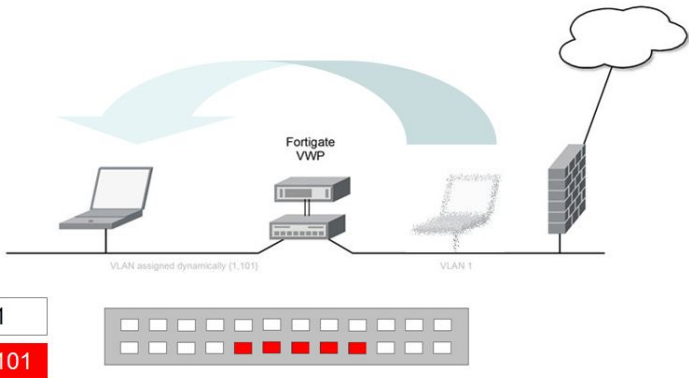 Fortigate
VWP
VLAN assigned dynamically (1,101)
VLAN 1
1
101